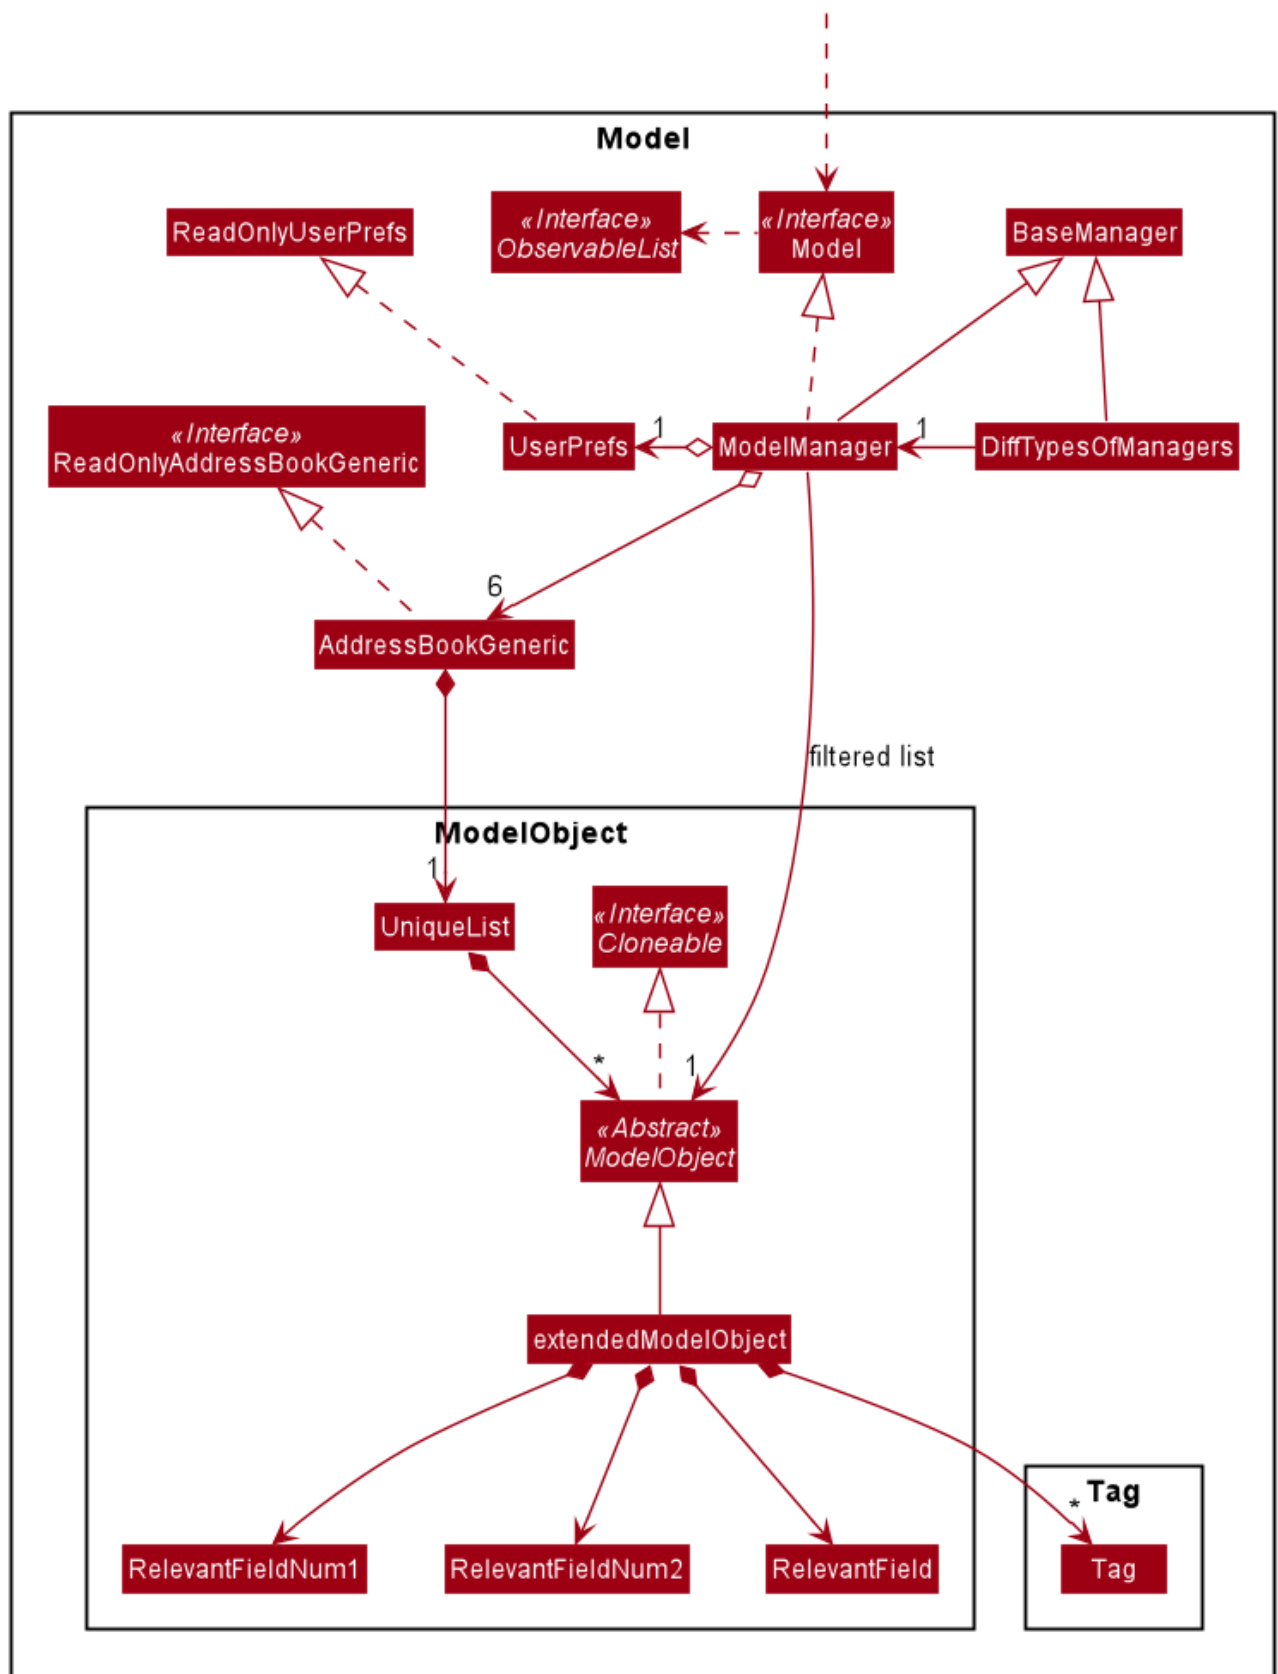 Model
ReadOnlyUserPrefs
«Interface»
ObservableList
«Interface»
Model
BaseManager
«Interface»
ReadOnlyAddressBookGeneric
UserPrefs
1
ModelManager
1
DiffTypesOfManagers
6
AddressBookGeneric
filtered list
ModelObject
1
UniqueList
«Interface»
Cloneable
*
1
«Abstract»
ModelObject
extendedModelObject
Tag
*
RelevantFieldNum1
RelevantFieldNum2
RelevantField
Tag